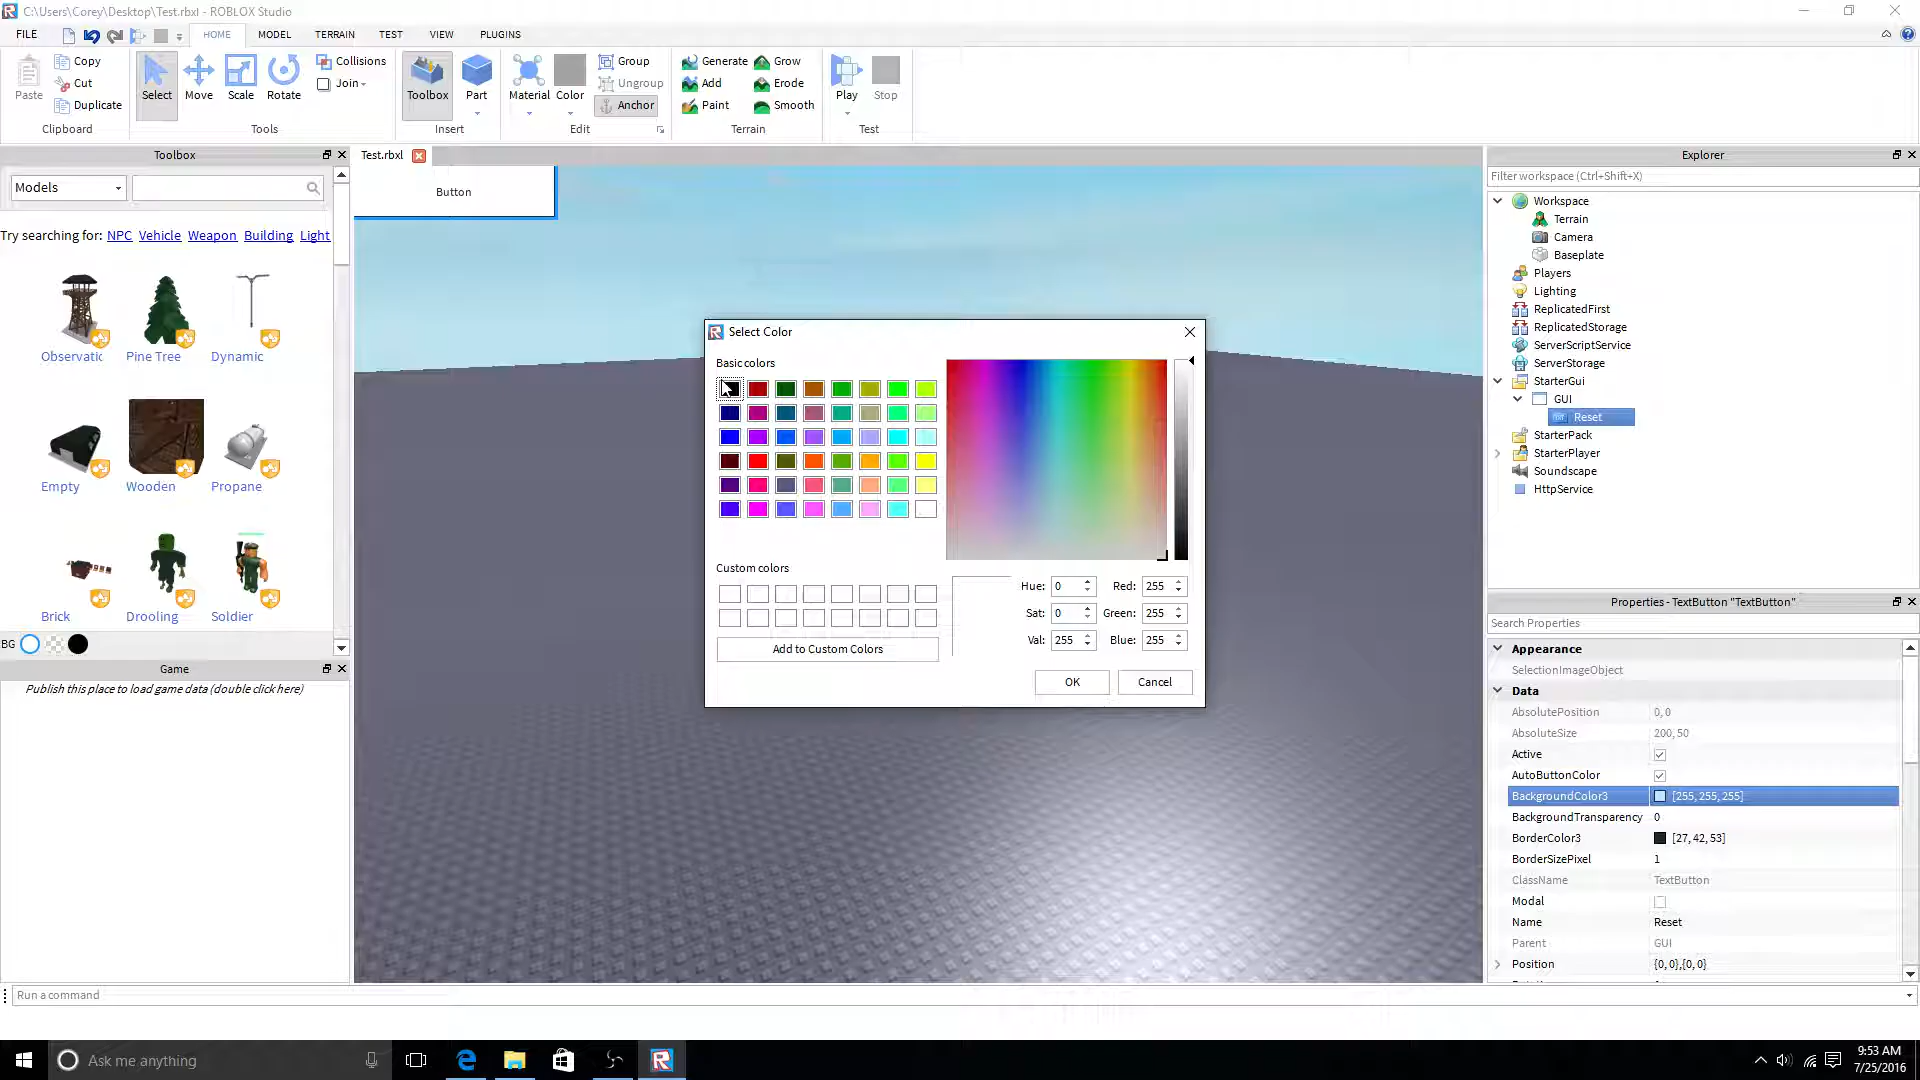 C:\Users\Corey\Desktop\Test.rbxl - ROBLOX Studio
FILE
HOME
MODEL
TERRAIN
TEST
VIEW
PLUGINS
Paste
Copy
Cut
Duplicate
Clipboard
Select
Move
Scale
Rotate
Collisions
Join
Tools
Toolbox
Part
Insert
Material
Color
Group
Ungroup
Anchor
Edit
Generate
Grow
Add
Erode
Paint
Smooth
Terrain
Play
Stop
Test
Toolbox
Models
Try searching for: NPC Vehicle Weapon Building Light
Observatic
Pine Tree
Dynamic
Empty
Wooden
Propane
Brick
Drooling
Soldier
BG
Game
Publish this place to load game data (double click here)
Test.rbxl
Button
Select Color
Basic colors
Custom colors
Add to Custom Colors
Hue: 0
Red: 255
Sat: 0
Green: 255
Val: 255
Blue: 255
OK
Cancel
Explorer
Filter workspace (Ctrl+Shift+X)
Workspace
Terrain
Camera
Baseplate
Players
Lighting
ReplicatedFirst
ReplicatedStorage
ServerScriptService
ServerStorage
StarterGui
GUI
Reset
StarterPack
StarterPlayer
Soundscape
HttpService
Properties - TextButton "TextButton"
Search Properties
Appearance
SelectionImageObject
Data
AbsolutePosition 0, 0
AbsoluteSize 200, 50
Active
AutoButtonColor
BackgroundColor3 [255, 255, 255]
BackgroundTransparency 0
BorderColor3 [27, 42, 53]
BorderSizePixel 1
ClassName TextButton
Modal
Name Reset
Parent GUI
Position {0, 0},{0, 0}
Run a command
Ask me anything
9:53 AM
7/25/2016